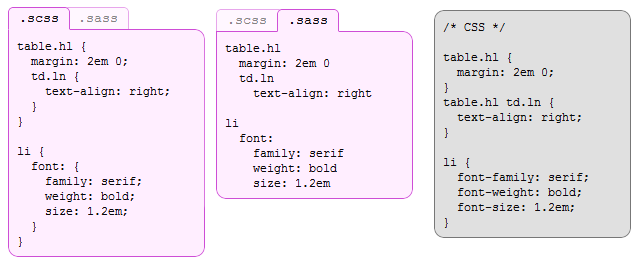 .scss .sass
table.hl {
  margin: 2em 0;
  td.ln {
    text-align: right;
  }
}

li {
  font: {
    family: serif;
    weight: bold;
    size: 1.2em;
  }
}
.scss .sass
table.hl
  margin: 2em 0
  td.ln
    text-align: right

li
  font:
    family: serif
    weight: bold
    size: 1.2em
/* CSS */

table.hl {
  margin: 2em 0;
}
table.hl td.ln {
  text-align: right;
}

li {
  font-family: serif;
  font-weight: bold;
  font-size: 1.2em;
}